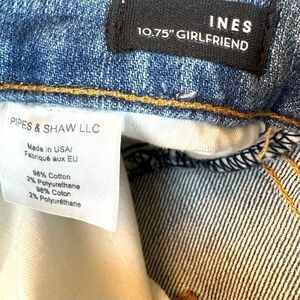 INES
10.75" GIRLFRIEND
PIPES & SHAW LLC
Made in USA/
Fabriqué aux EU
98% Cotton
2% Polyurethane
98% Coton
2% Polyurethane